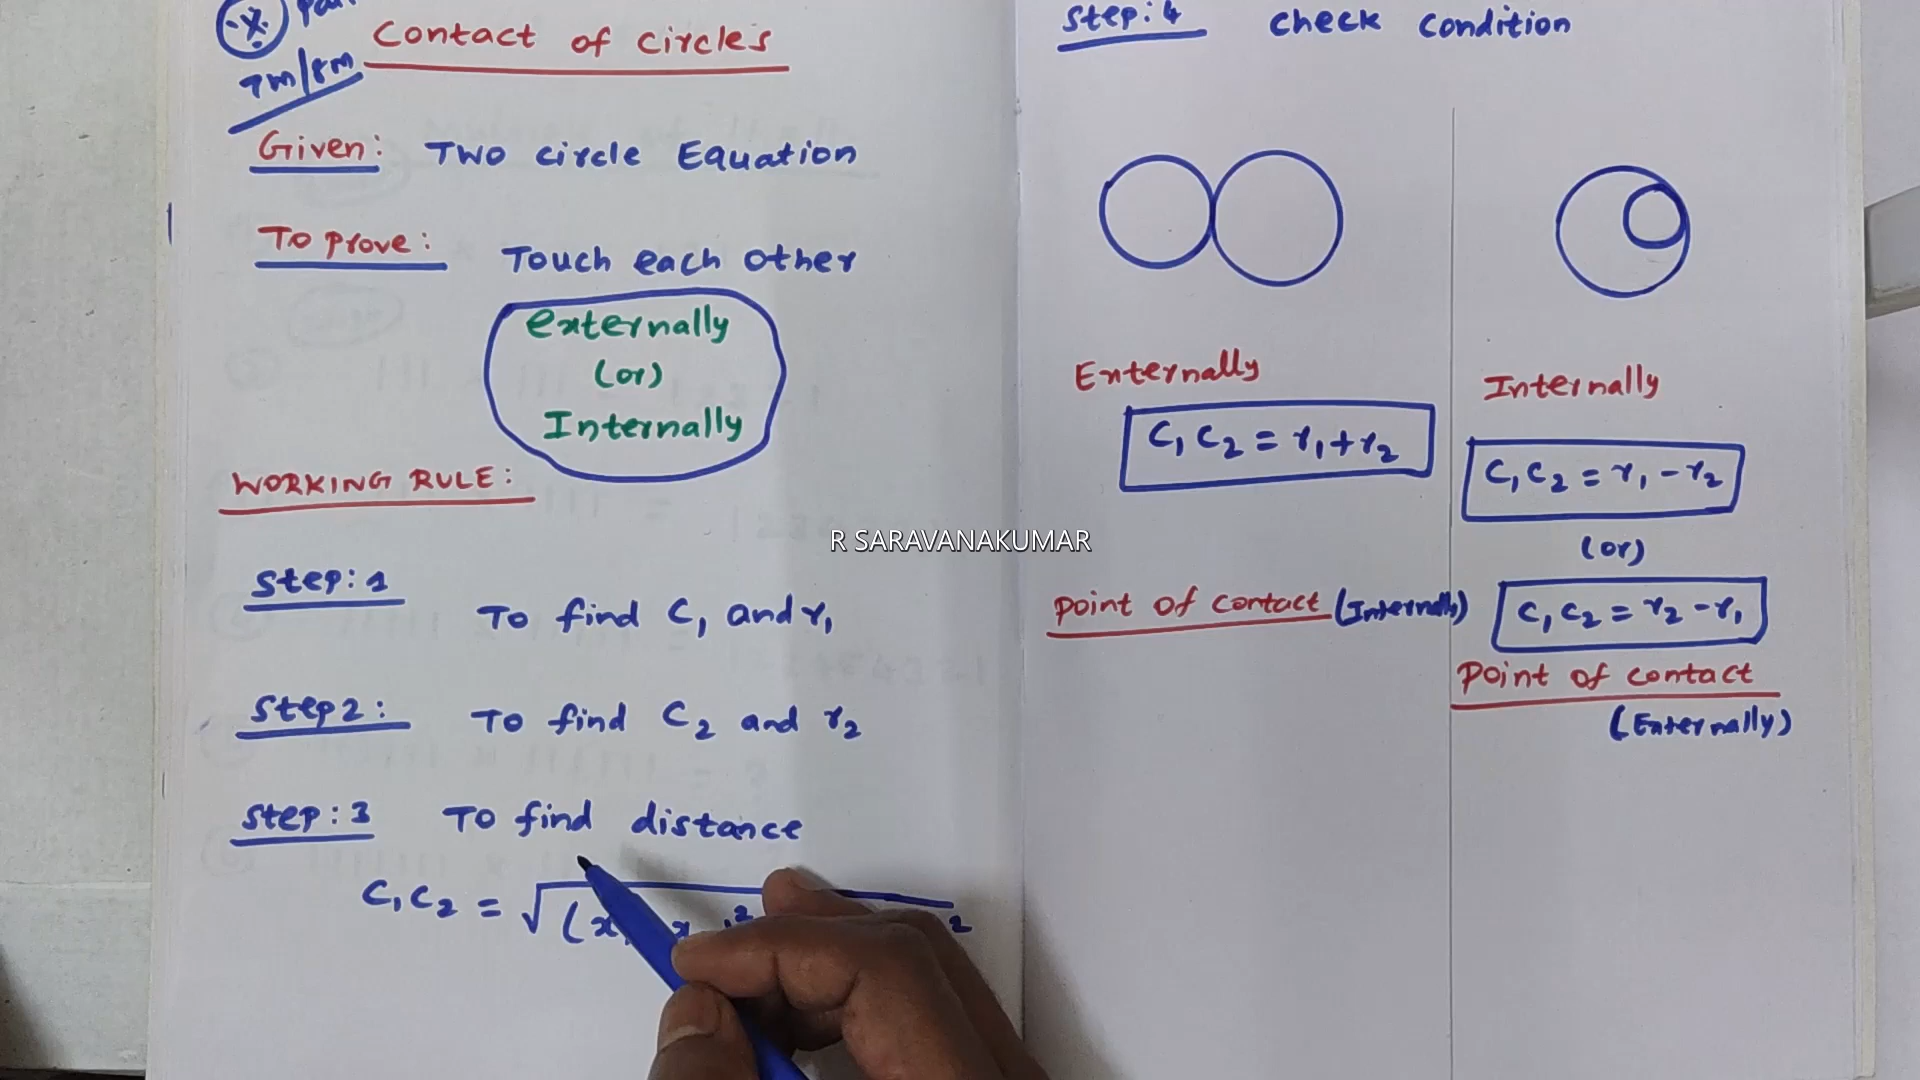 7m/8m
Contact of circles
Given: Two circle Equation
To prove: Touch each other
externally
(or)
Internally
WORKING RULE:
Step:1
To find C₁ and r₁
Step2: To find C₂ and r₂
Step:3 To find distance
C₁C₂ = √(x
Step:4 check condition
Externally
C₁C₂ = r₁+r₂
Internally
C₁C₂ = r₁-r₂
(or)
C₁C₂ = r₂-r₁
point of contact (Internally)
Point of contact
(Externally)
R SARAVANAKUMAR